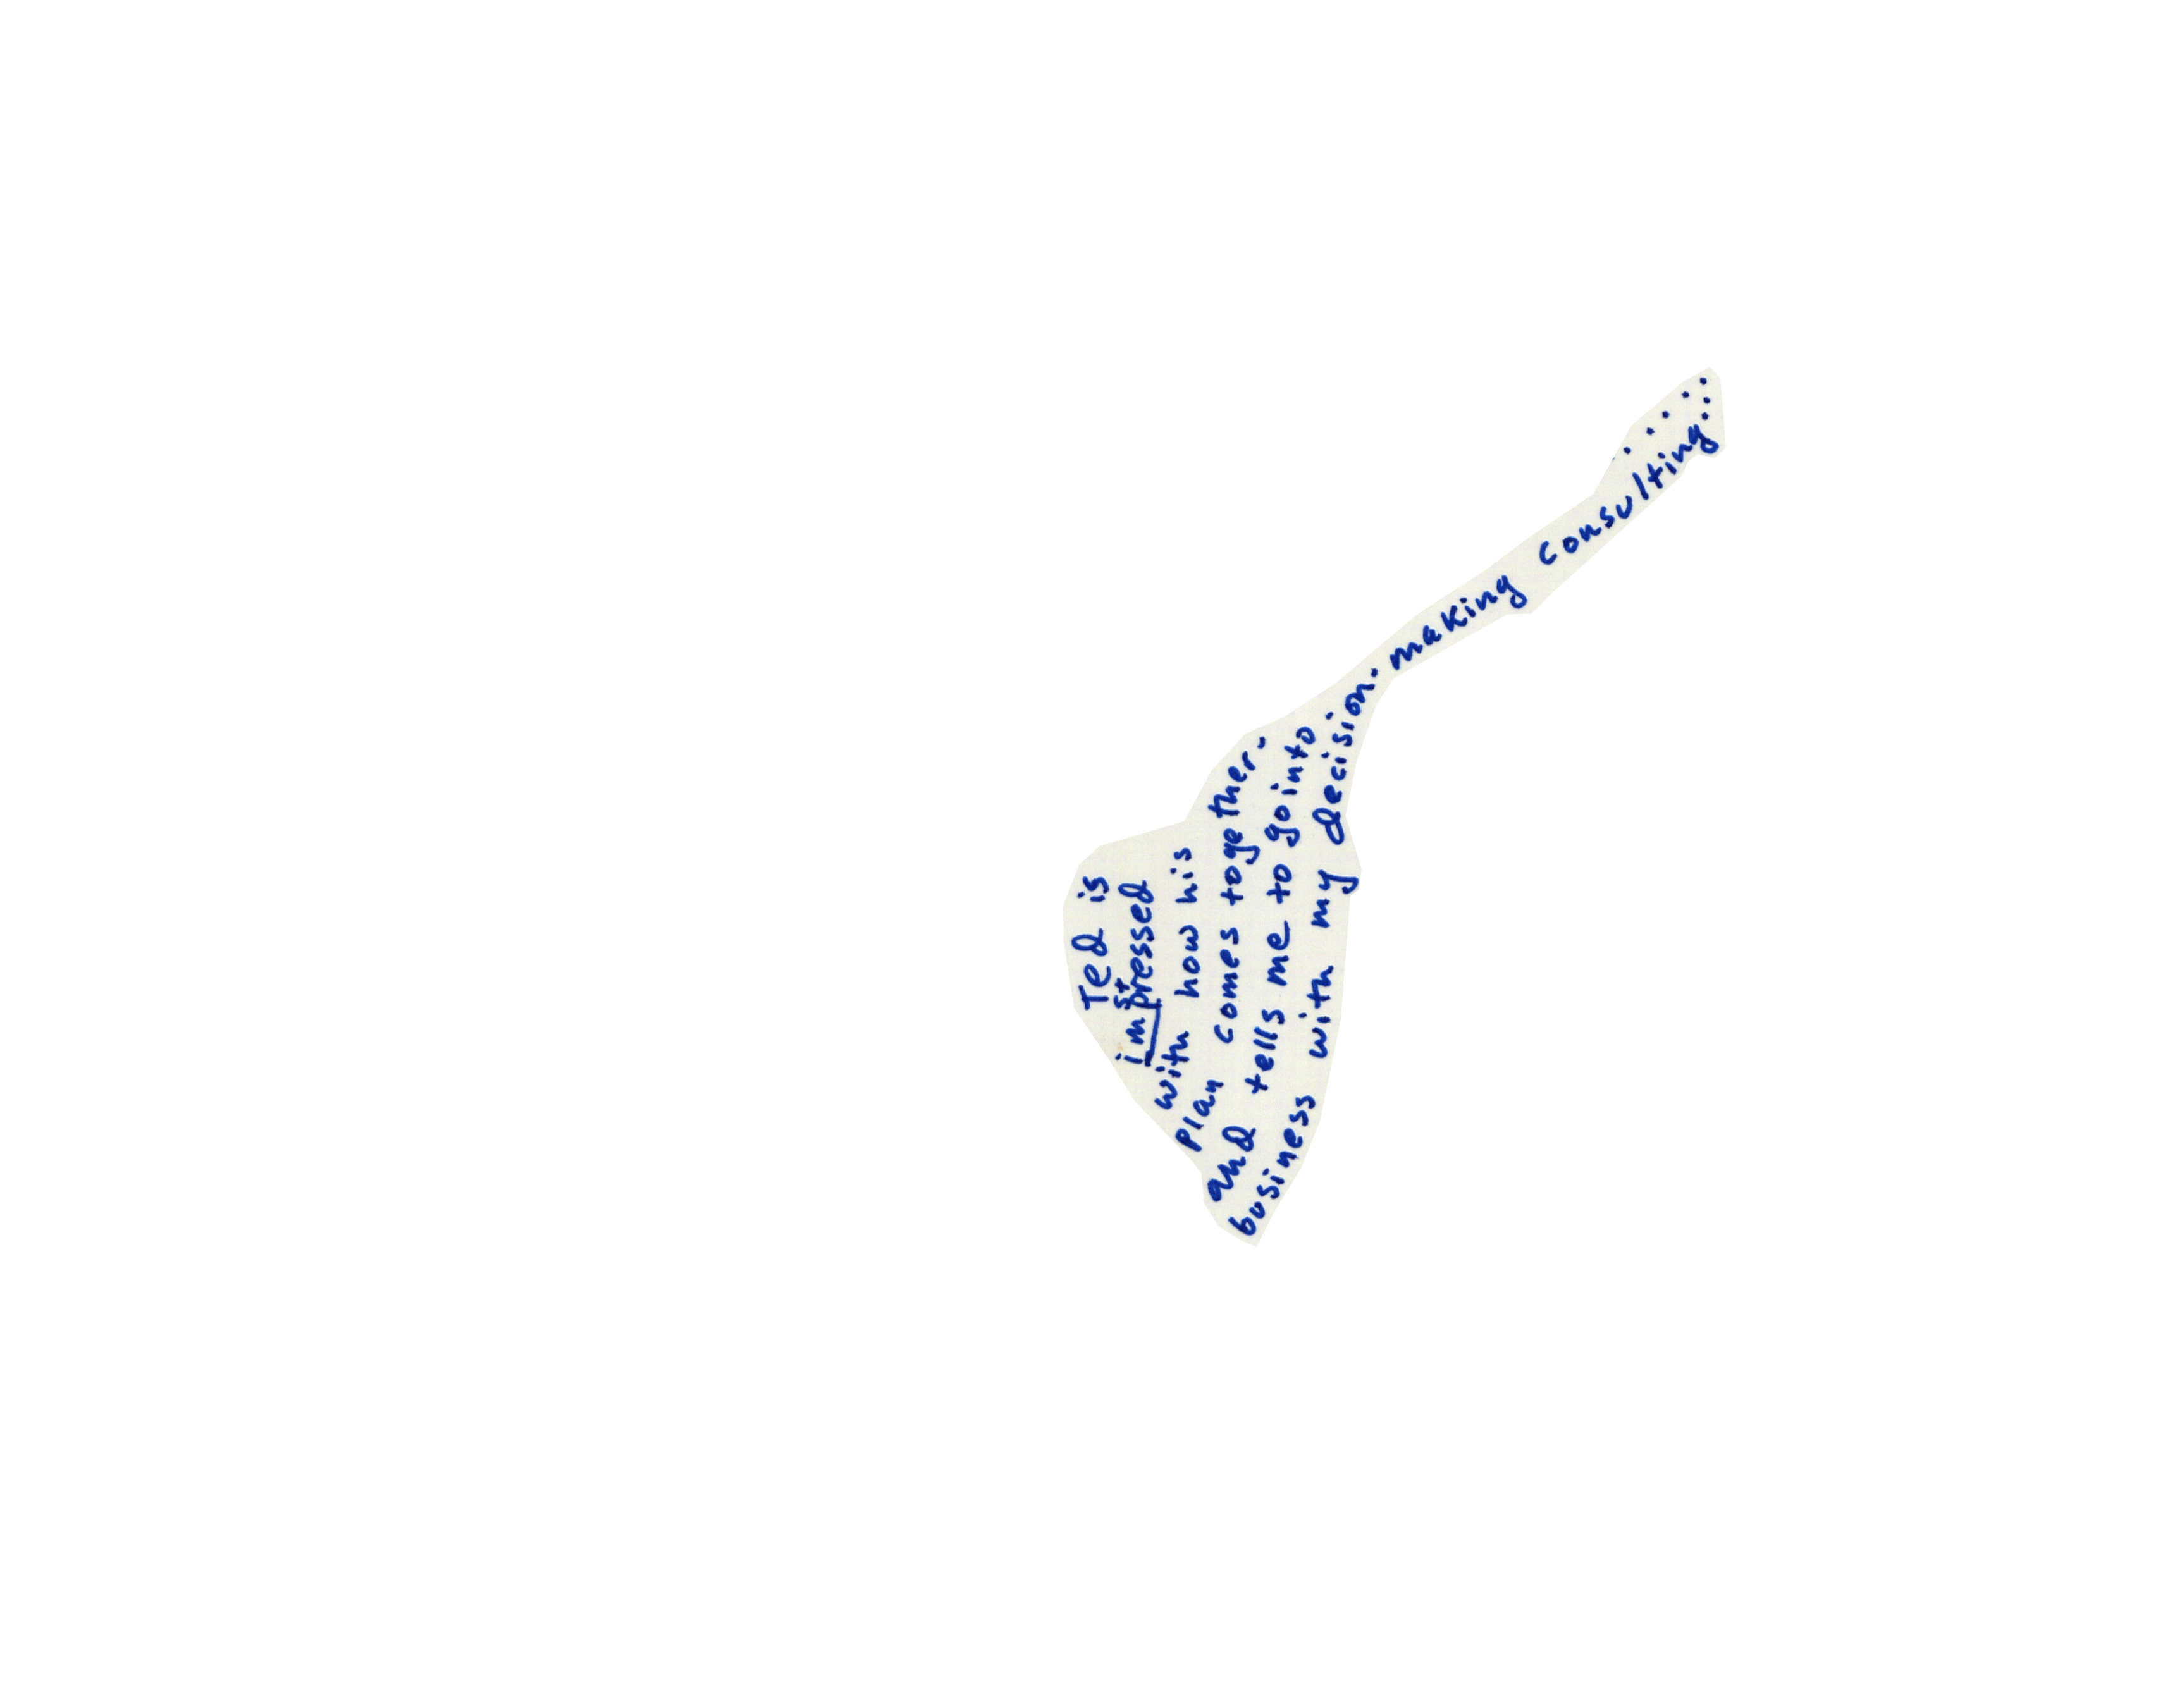 Ted is
st
impressed
with how his
plan comes together-
and tells me to go into
business with my decision-making consulting...